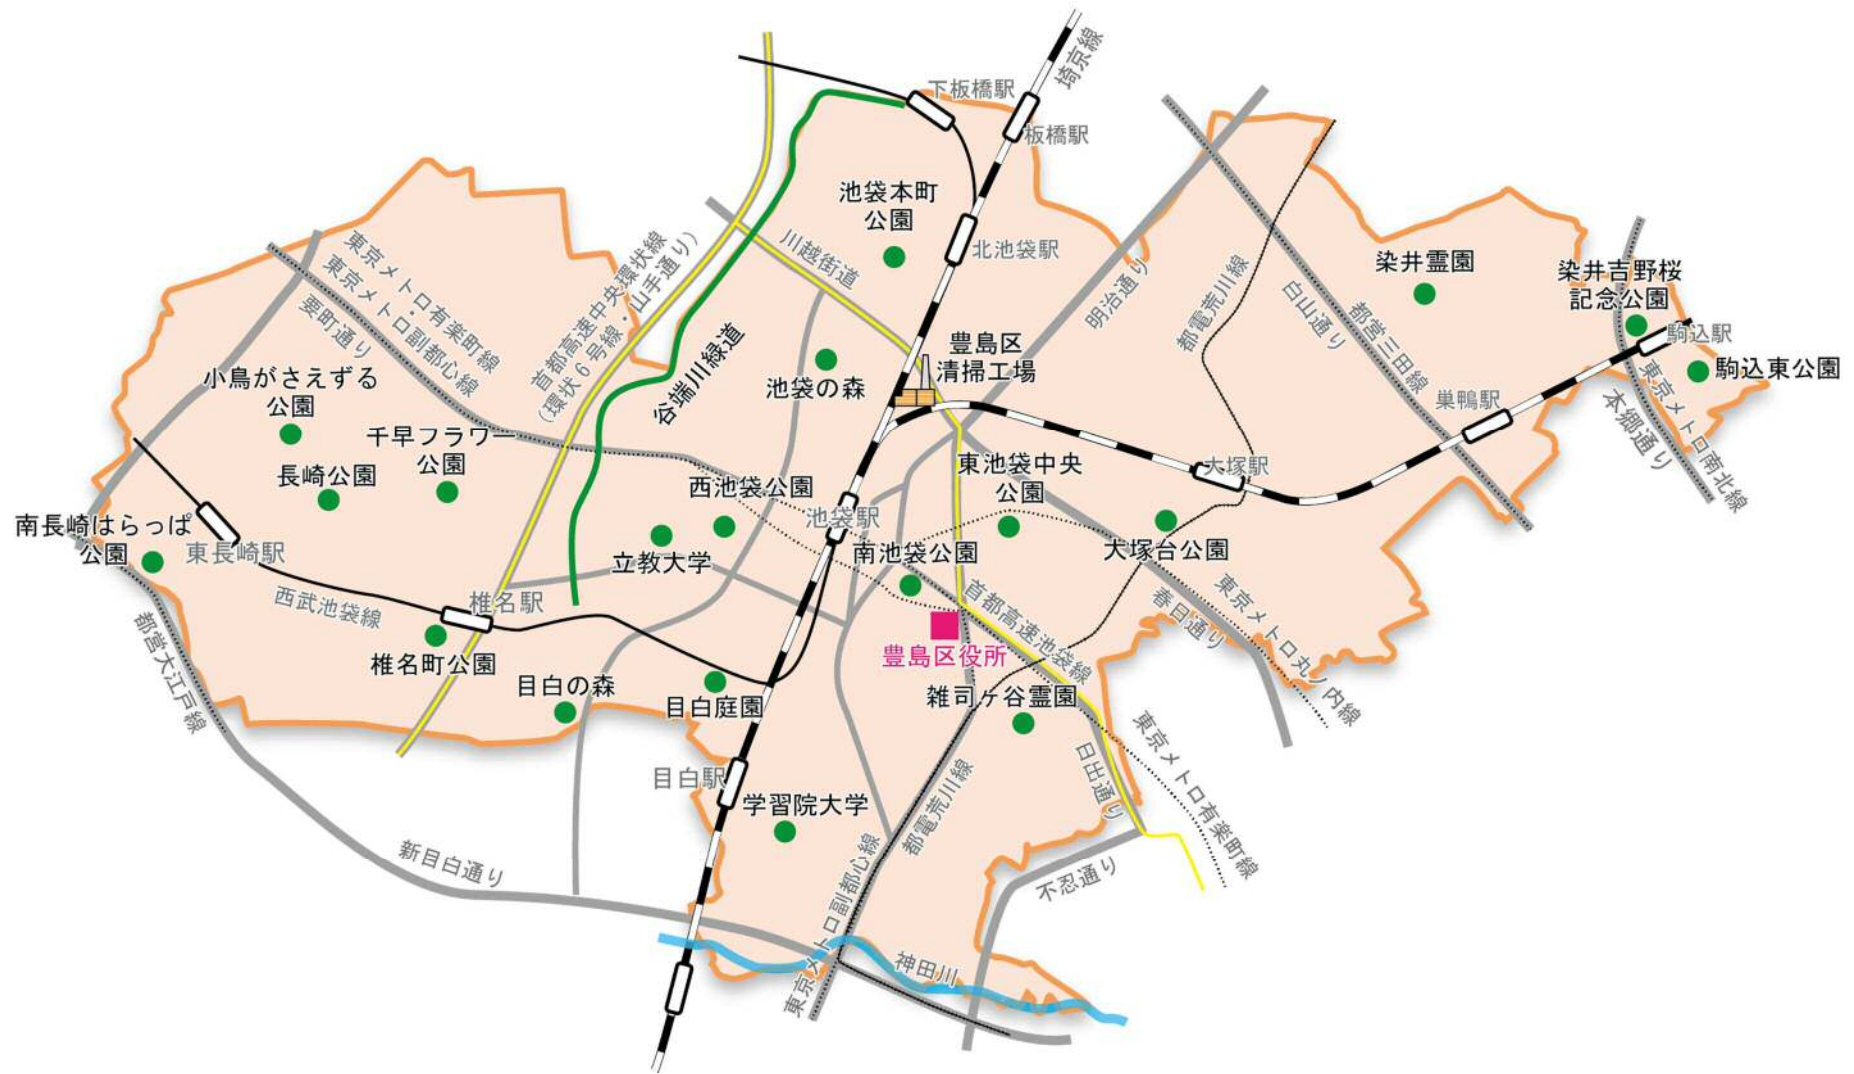 下板橋駅
埼京線
板橋駅
池袋本町
公園
北池袋駅
川越街道
明治通り
都電荒川線
白山通り
都営三田線
染井霊園
染井吉野桜
記念公園
駒込駅
駒込東公園
巣鴨駅
本郷通り
東京メトロ南北線
東京メトロ有楽町線
東京メトロ副都心線
要町通り
首都高速中央環状線
(環状6号線・山手通り)
谷端川緑道
豊島区
清掃工場
池袋の森
小鳥がさえずる
公園
千早フラワー
公園
長崎公園
南長崎はらっぱ
公園
東長崎駅
西池袋公園
池袋駅
立教大学
東池袋中央
公園
大塚駅
南池袋公園
大塚台公園
西武池袋線
椎名駅
椎名町公園
都営大江戸線
目白の森
目白庭園
豊島区役所
首都高速池袋線
春日通り
東京メトロ丸ノ内線
雑司ヶ谷霊園
日出通り
東京メトロ有楽町線
目白駅
学習院大学
都電荒川線
東京メトロ副都心線
新目白通り
不忍通り
神田川